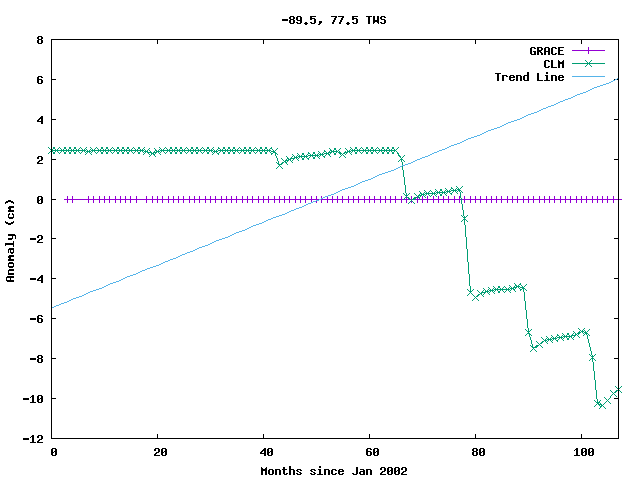 -89.5, 77.5 TWS
GRACE
CLM
Trend Line
8
6
4
2
0
-2
-4
-6
-8
-10
-12
Anomaly (cm)
0 20 40 60 80 100
Months since Jan 2002